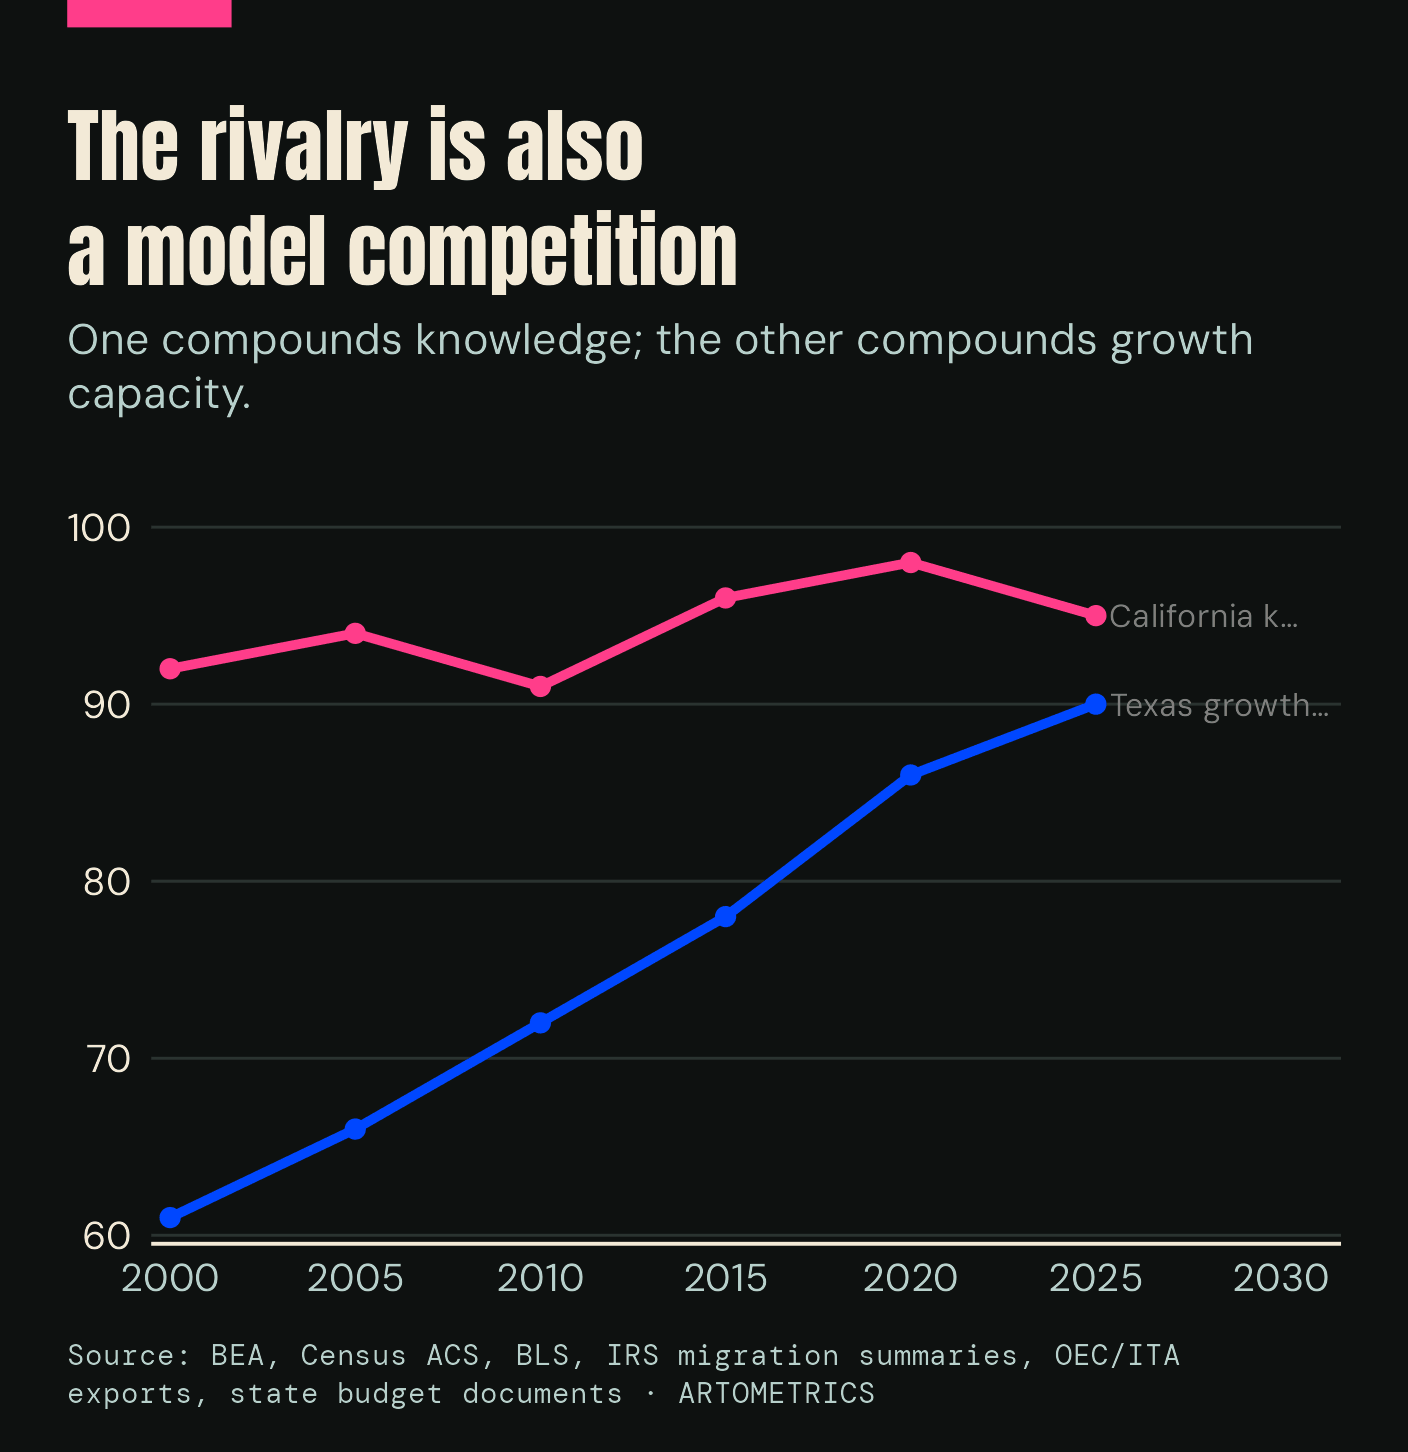 The rivalry is also
a model competition
One compounds knowledge; the other compounds growth
capacity.
100
California k...
90
Texas growth...
80
70
60
2000 2005 2010 2015 2020 2025 2030
Source: BEA, Census ACS, BLS, IRS migration summaries, OEC/ITA
exports, state budget documents · ARTOMETRICS